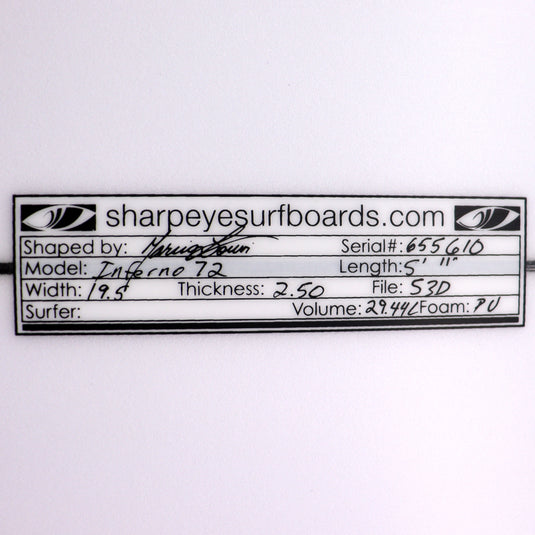 sharpeyesurfboards.com
Shaped by: Serial#: 655610
Model: Inferno 72 Length: 5' 11"
Width: 19.5 Thickness: 2.50 File: S3D
Surfer: Volume: 29.44L Foam: PU